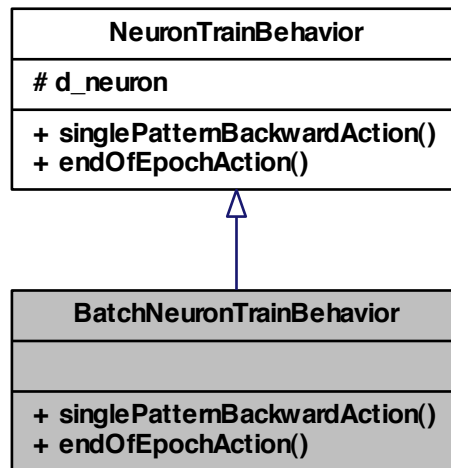 NeuronTrainBehavior
# d_neuron
+ singlePatternBackwardAction()
+ endOfEpochAction()
BatchNeuronTrainBehavior
+ singlePatternBackwardAction()
+ endOfEpochAction()